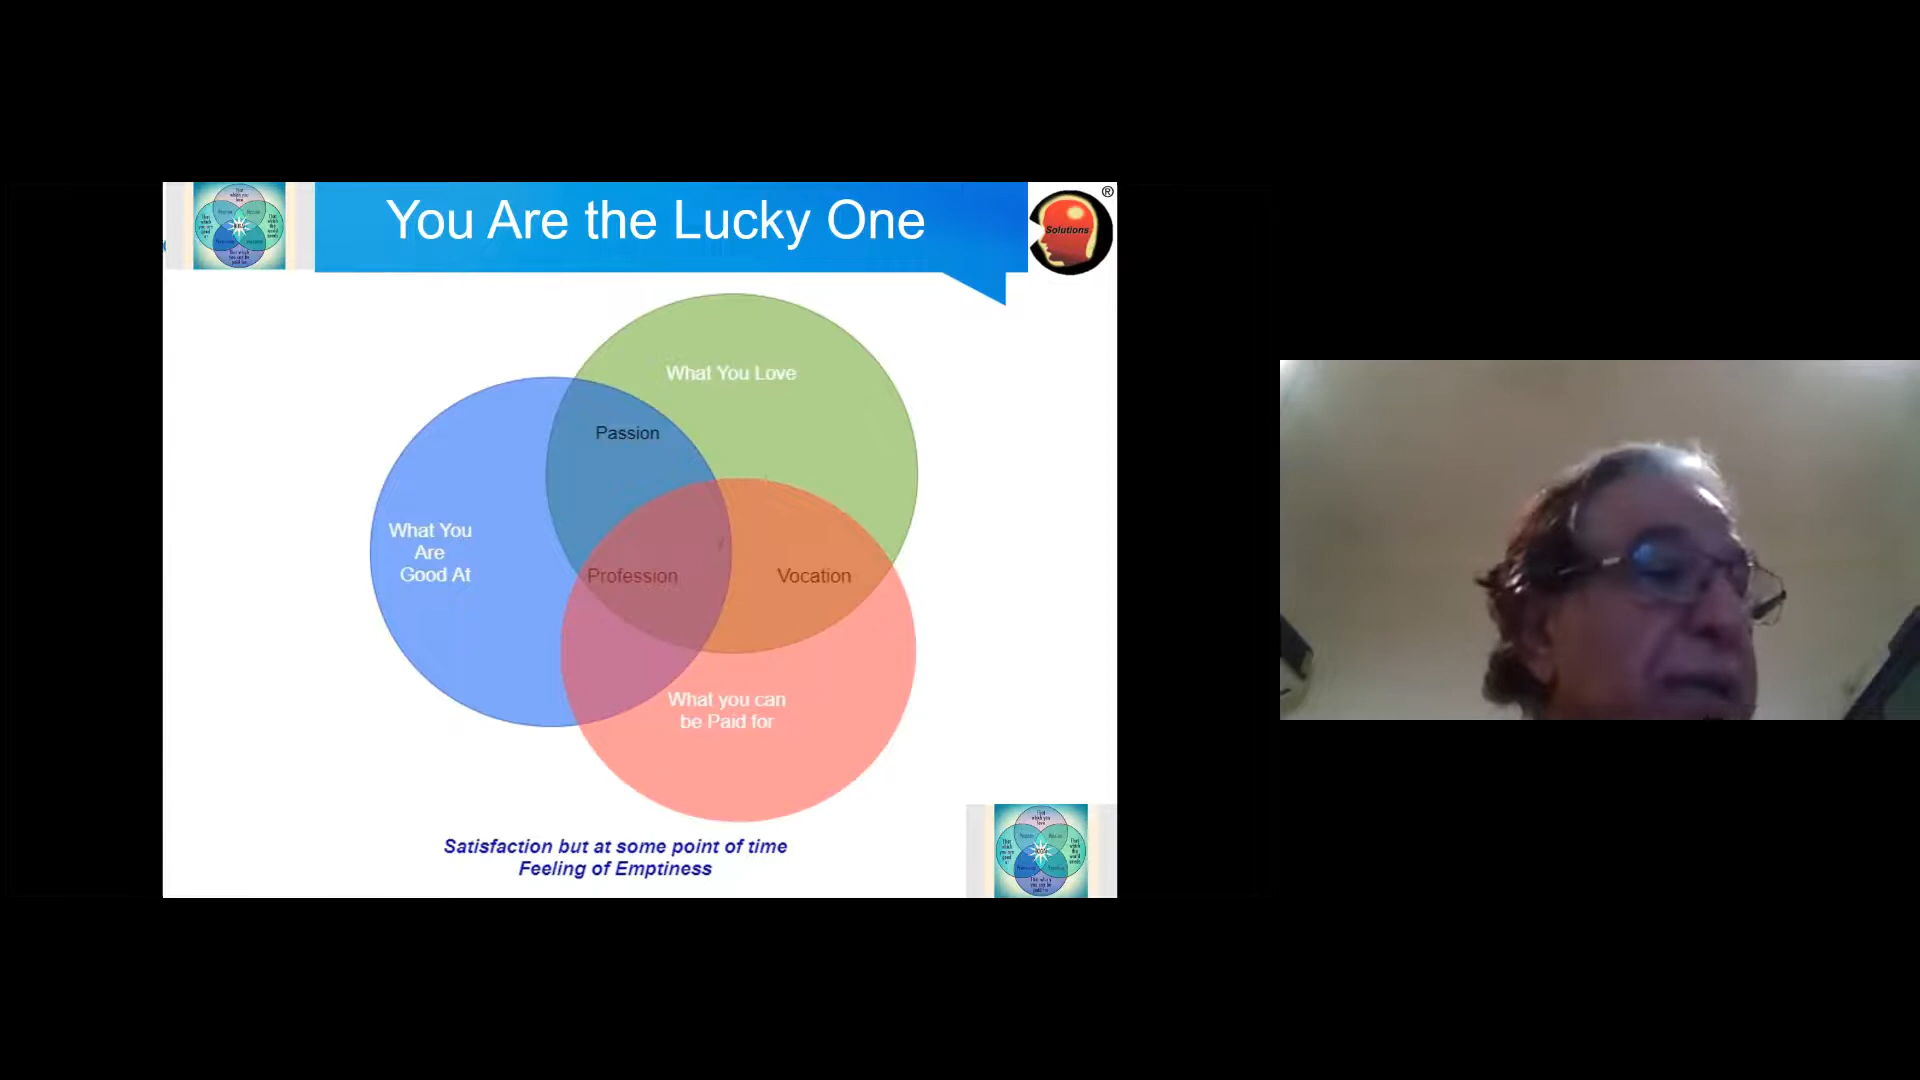 You Are the Lucky One
®
Solutions
What You Love
Passion
What You
Are
Good At
Profession
Vocation
What you can
be Paid for
Satisfaction but at some point of time
Feeling of Emptiness